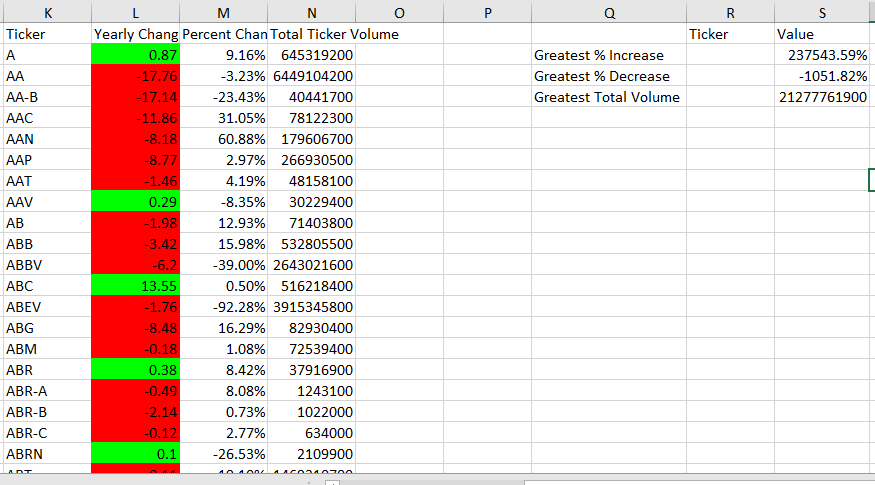 K L M N O P Q R S
Ticker Yearly Chang Percent Chan Total Ticker Volume Ticker Value
A 0.87 9.16% 645319200 Greatest % Increase 237543.59%
AA -17.76 -3.23% 6449104200 Greatest % Decrease -1051.82%
AA-B -17.14 -23.43% 40441700 Greatest Total Volume 21277761900
AAC -11.86 31.05% 78122300
AAN -8.18 60.88% 179606700
AAP -8.77 2.97% 266930500
AAT -1.46 4.19% 48158100
AAV 0.29 -8.35% 30229400
AB -1.98 12.93% 71403800
ABB -3.42 15.98% 532805500
ABBV -6.2 -39.00% 2643021600
ABC 13.55 0.50% 516218400
ABEV -1.76 -92.28% 3915345800
ABG -8.48 16.29% 82930400
ABM -0.18 1.08% 72539400
ABR 0.38 8.42% 37916900
ABR-A -0.49 8.08% 1243100
ABR-B -2.14 0.73% 1022000
ABR-C -0.12 2.77% 634000
ABRN 0.1 -26.53% 2109900